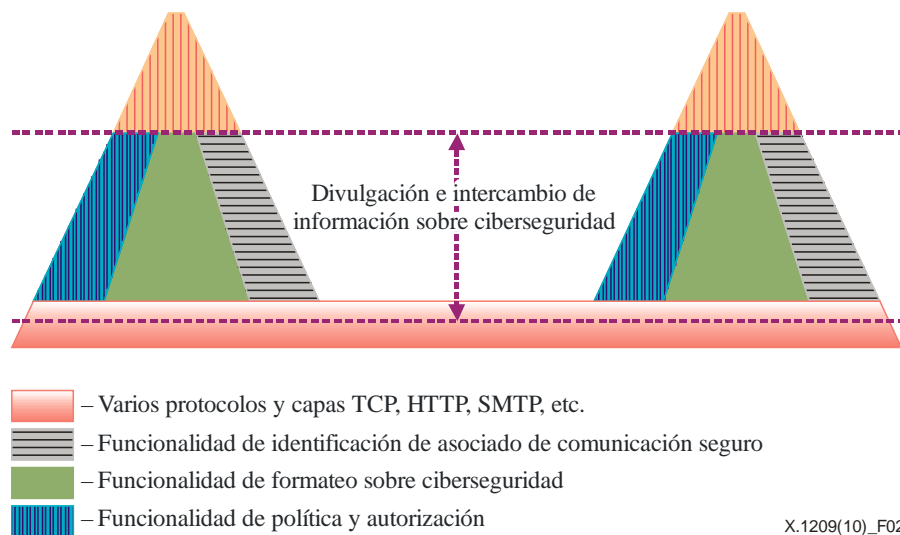 Divulgación e intercambio de
información sobre ciberseguridad
– Varios protocolos y capas TCP, HTTP, SMTP, etc.
– Funcionalidad de identificación de asociado de comunicación seguro
– Funcionalidad de formateo sobre ciberseguridad
– Funcionalidad de política y autorización
X.1209(10)_F02